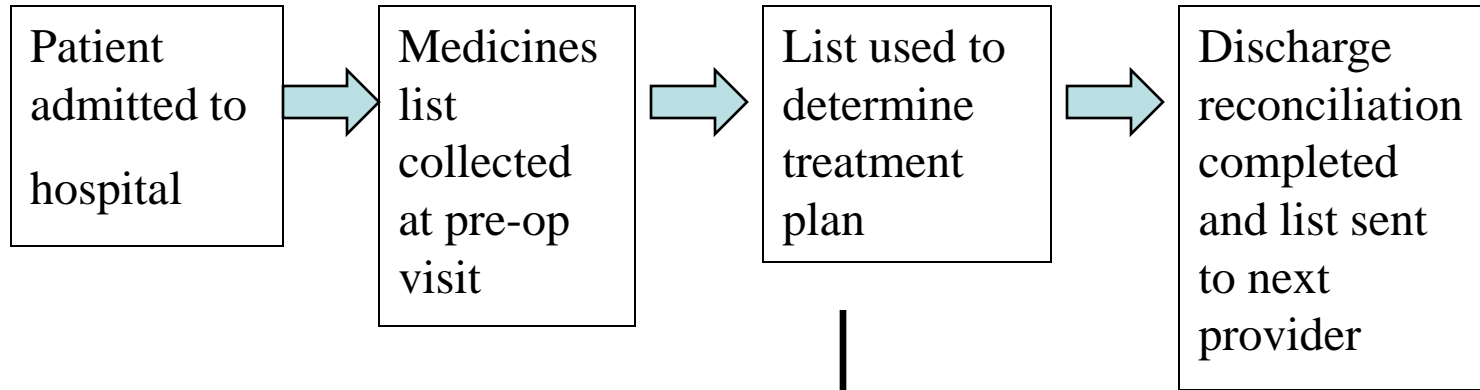 Patient
admitted to
hospital
Medicines
list
collected
at pre-op
visit
List used to
determine
treatment
plan
Discharge
reconciliation
completed
and list sent
to next
provider